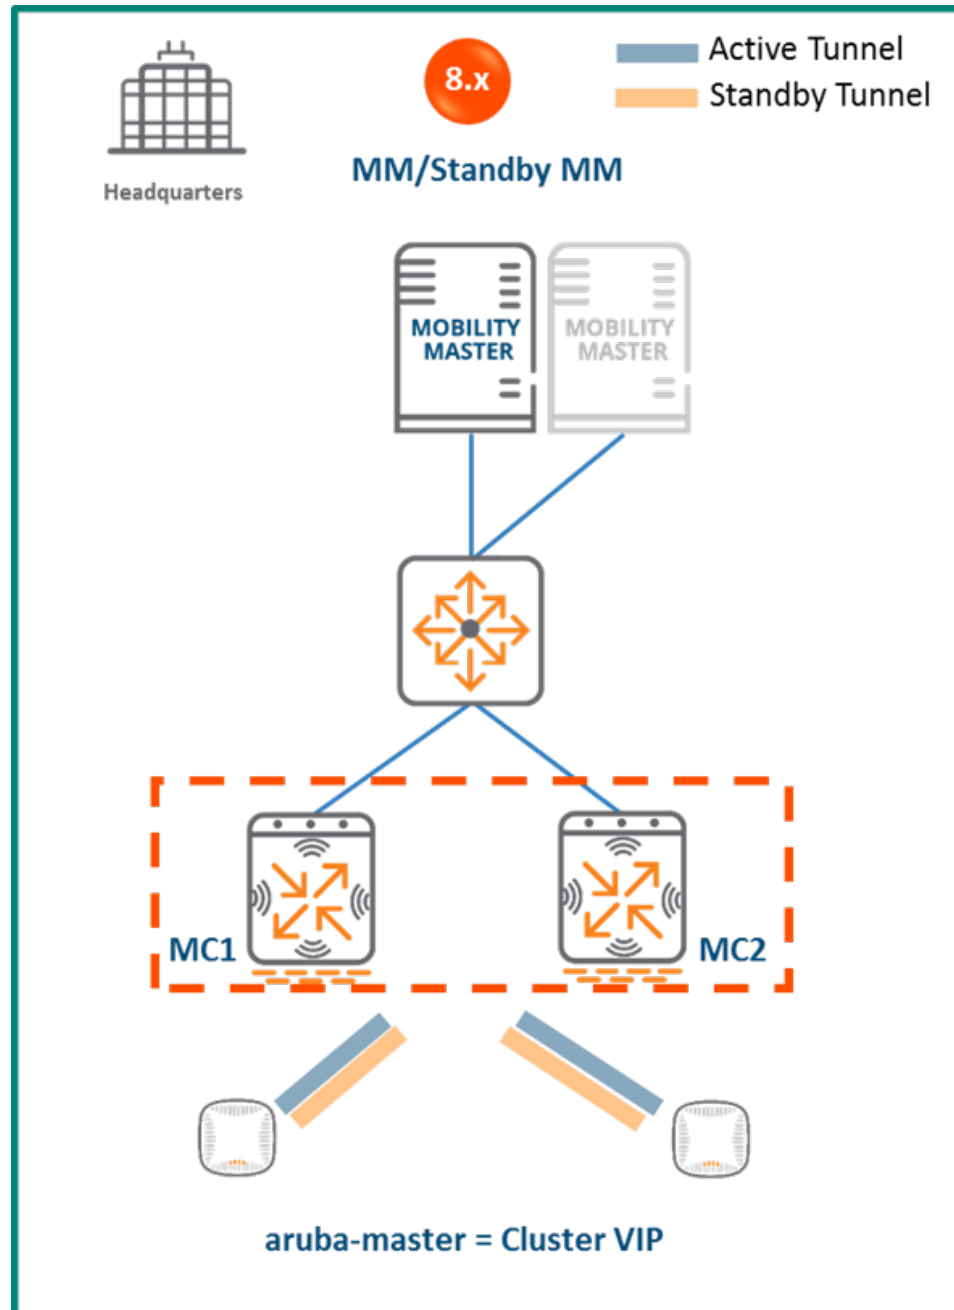 Headquarters
8.x
Active Tunnel
Standby Tunnel
MM/Standby MM
MOBILITY
MASTER
MOBILITY
MASTER
MC1
MC2
aruba-master = Cluster VIP